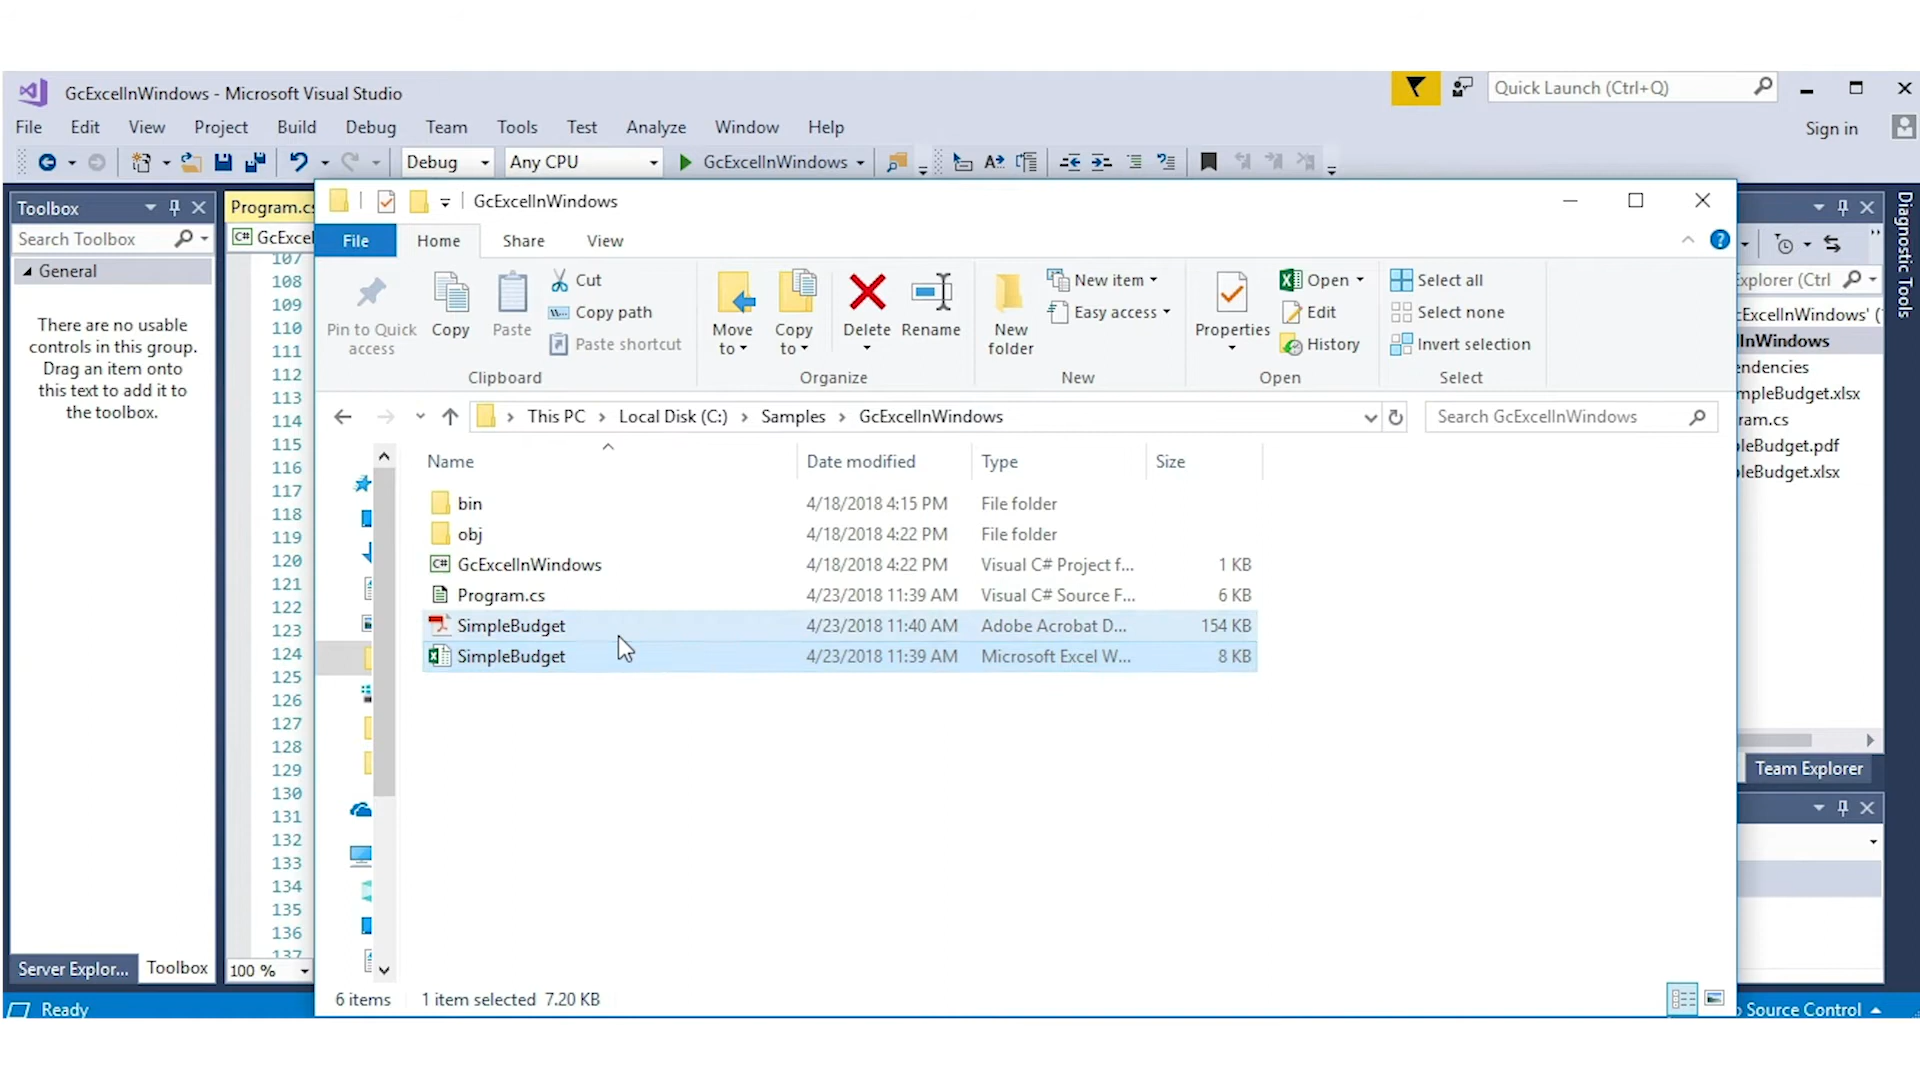 GcExcelInWindows - Microsoft Visual Studio
Quick Launch (Ctrl+Q)
File Edit View Project Build Debug Team Tools Test Analyze Window Help
Sign in
Debug Any CPU GcExcelInWindows
Toolbox
Search Toolbox
General
There are no usable
controls in this group.
Drag an item onto
this text to add it to
the toolbox.
Server Explor... Toolbox
Program.cs
GcExcel
107
108
109
110
111
112
113
114
115
116
117
118
119
120
121
122
123
124
125
126
127
128
129
130
131
132
133
134
135
136
137
100 %
GcExcelInWindows
File Home Share View
Pin to Quick
access
Copy
Paste
Cut
Copy path
Paste shortcut
Clipboard
Move
to
Copy
to
Delete
Rename
Organize
New
folder
New item
Easy access
New
Properties
Open
Edit
History
Open
Select all
Select none
Invert selection
Select
This PC Local Disk (C:) Samples GcExcelInWindows
Search GcExcelInWindows
Name Date modified Type Size
bin 4/18/2018 4:15 PM File folder
obj 4/18/2018 4:22 PM File folder
GcExcelInWindows 4/18/2018 4:22 PM Visual C# Project f... 1 KB
Program.cs 4/23/2018 11:39 AM Visual C# Source F... 6 KB
SimpleBudget 4/23/2018 11:40 AM Adobe Acrobat D... 154 KB
SimpleBudget 4/23/2018 11:39 AM Microsoft Excel W... 8 KB
6 items 1 item selected 7.20 KB
Explorer (Ctrl
cExcelInWindows' (
lInWindows
endencies
mpleBudget.xlsx
ram.cs
leBudget.pdf
leBudget.xlsx
Team Explorer
Diagnostic Tools
Ready
Source Control